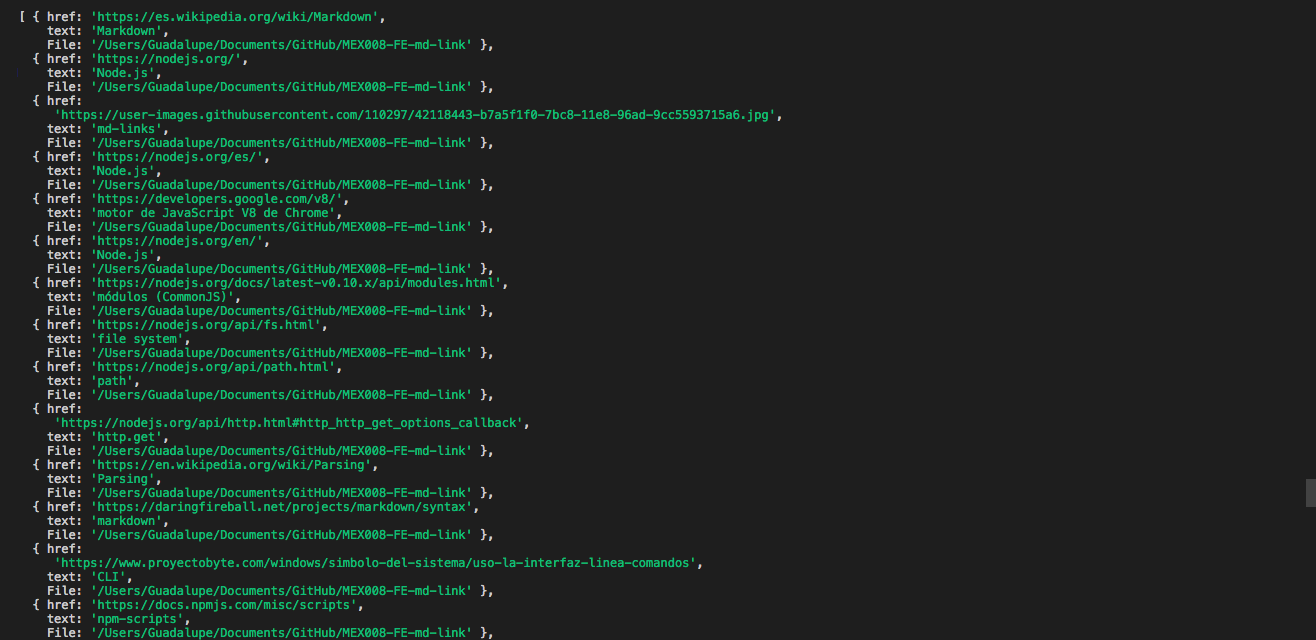 [ { href: 'https://es.wikipedia.org/wiki/Markdown',
text: 'Markdown',
File: '/Users/Guadalupe/Documents/GitHub/MEX008-FE-md-link' },
{ href: 'https://nodejs.org/',
text: 'Node.js',
File: '/Users/Guadalupe/Documents/GitHub/MEX008-FE-md-link' },
{ href:
'https://user-images.githubusercontent.com/110297/42118443-b7a5f1f0-7bc8-11e8-96ad-9cc5593715a6.jpg',
text: 'md-links',
File: '/Users/Guadalupe/Documents/GitHub/MEX008-FE-md-link' },
{ href: 'https://nodejs.org/es/',
text: 'Node.js',
File: '/Users/Guadalupe/Documents/GitHub/MEX008-FE-md-link' },
{ href: 'https://developers.google.com/v8/',
text: 'motor de JavaScript V8 de Chrome',
File: '/Users/Guadalupe/Documents/GitHub/MEX008-FE-md-link' },
{ href: 'https://nodejs.org/en/',
text: 'Node.js',
File: '/Users/Guadalupe/Documents/GitHub/MEX008-FE-md-link' },
{ href: 'https://nodejs.org/docs/latest-v0.10.x/api/modules.html',
text: 'módulos (CommonJS)',
File: '/Users/Guadalupe/Documents/GitHub/MEX008-FE-md-link' },
{ href: 'https://nodejs.org/api/fs.html',
text: 'file system',
File: '/Users/Guadalupe/Documents/GitHub/MEX008-FE-md-link' },
{ href: 'https://nodejs.org/api/path.html',
text: 'path',
File: '/Users/Guadalupe/Documents/GitHub/MEX008-FE-md-link' },
{ href:
'https://nodejs.org/api/http.html#http_http_get_options_callback',
text: 'http.get',
File: '/Users/Guadalupe/Documents/GitHub/MEX008-FE-md-link' },
{ href: 'https://en.wikipedia.org/wiki/Parsing',
text: 'Parsing',
File: '/Users/Guadalupe/Documents/GitHub/MEX008-FE-md-link' },
{ href: 'https://daringfireball.net/projects/markdown/syntax',
text: 'markdown',
File: '/Users/Guadalupe/Documents/GitHub/MEX008-FE-md-link' },
{ href:
'https://www.proyectobyte.com/windows/simbolo-del-sistema/uso-la-interfaz-linea-comandos',
text: 'CLI',
File: '/Users/Guadalupe/Documents/GitHub/MEX008-FE-md-link' },
{ href: 'https://docs.npmjs.com/misc/scripts',
text: 'npm-scripts',
File: '/Users/Guadalupe/Documents/GitHub/MEX008-FE-md-link' },